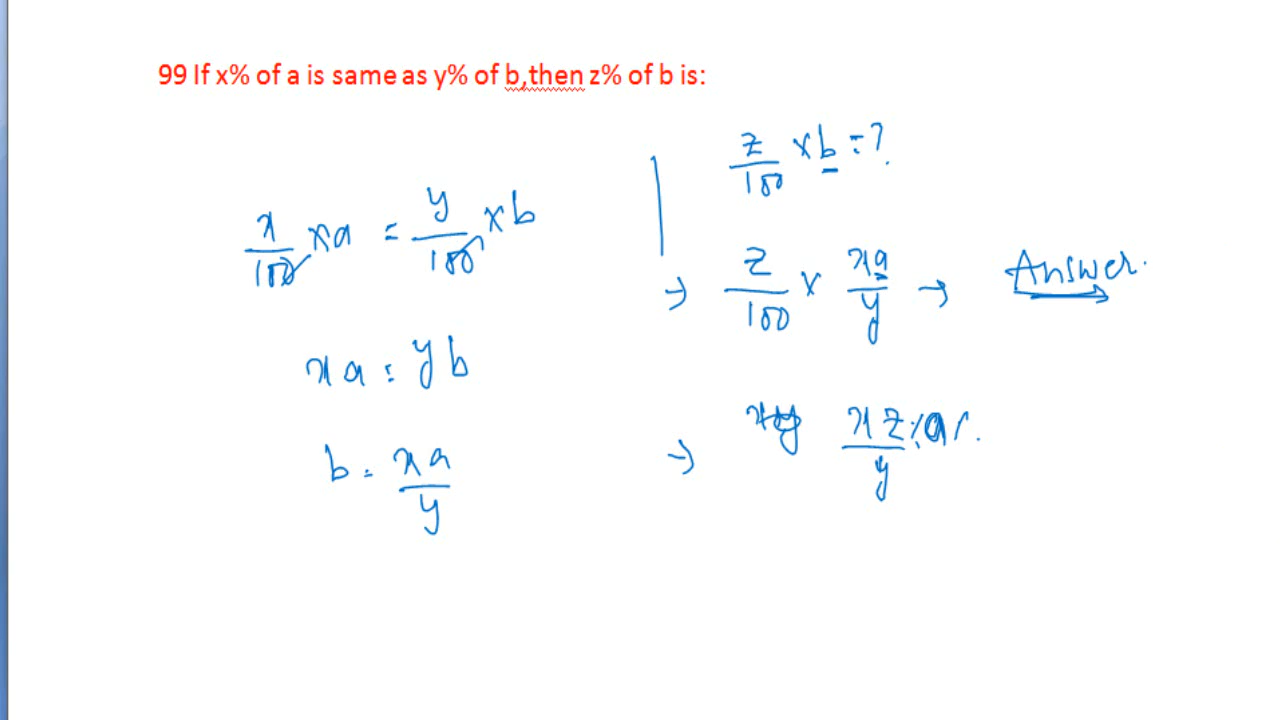 99 If x% of a is same as y% of b,then z% of b is:
z/100 × b = ?
x/100 × a = y/100 × b
→ z/100 × xa/y → Answer.
xa = yb
→ xz/y % a
b = xa/y